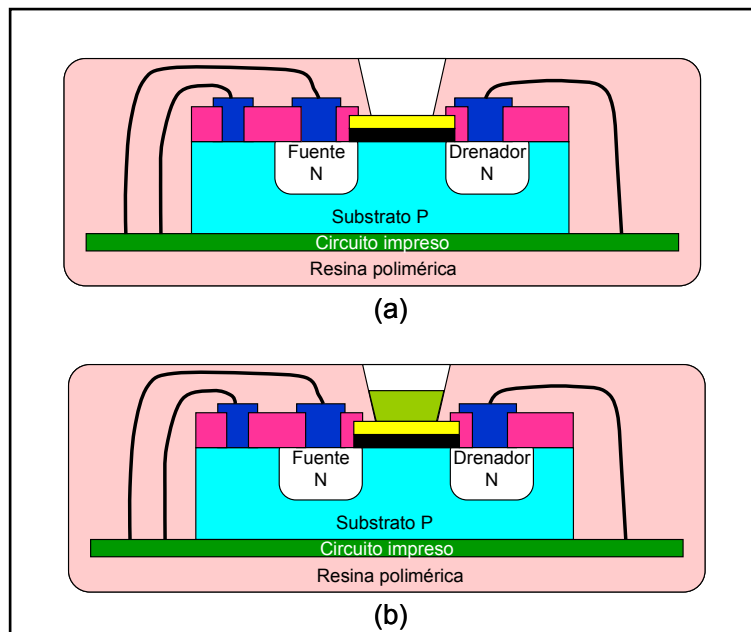 Fuente
N
Drenador
N
Substrato P
Circuito impreso
Resina polimérica
(a)
Fuente
N
Drenador
N
Substrato P
Circuito impreso
Resina polimérica
(b)